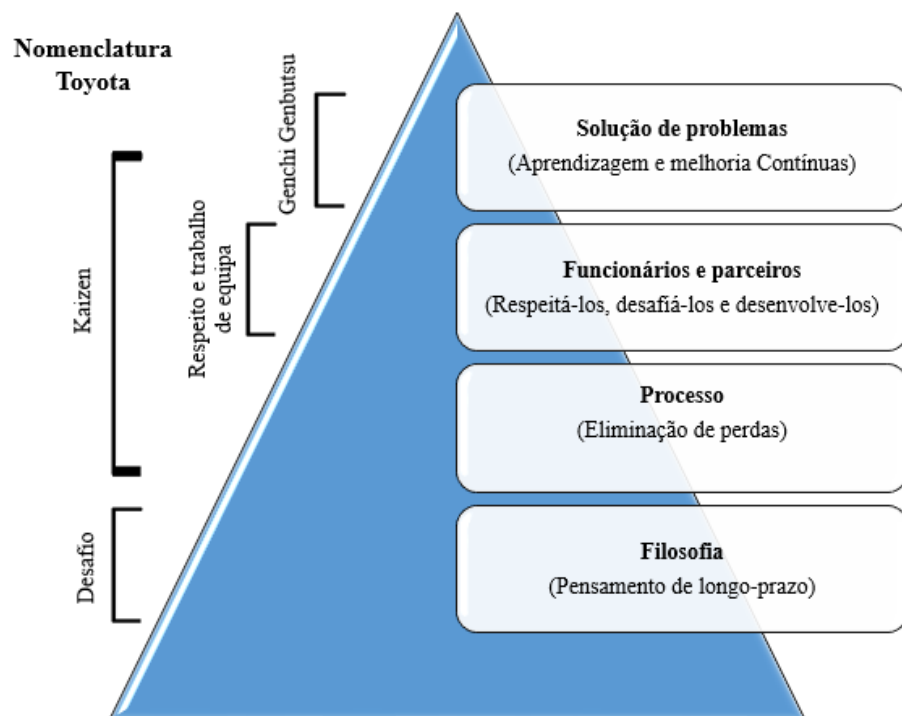 Nomenclatura
Toyota
Genchi Genbutsu
Respeito e trabalho
de equipa
Kaizen
Desafio
Solução de problemas
(Aprendizagem e melhoria Contínuas)
Funcionários e parceiros
(Respeitá-los, desafiá-los e desenvolve-los)
Processo
(Eliminação de perdas)
Filosofia
(Pensamento de longo-prazo)